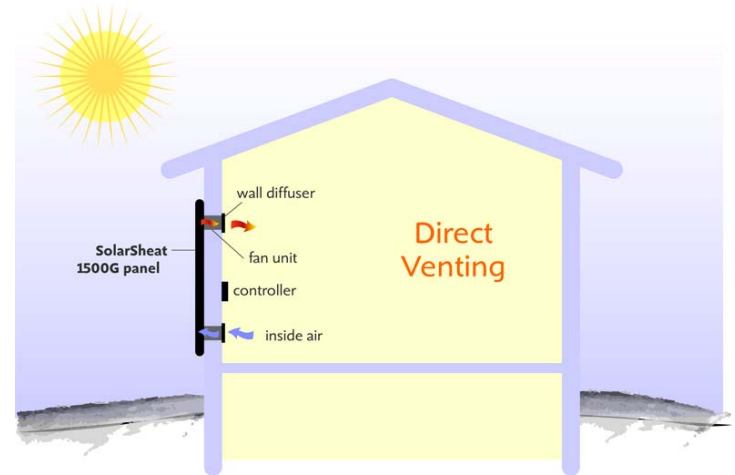 wall diffuser
Direct
Venting
SolarSheat
1500G panel
fan unit
controller
inside air